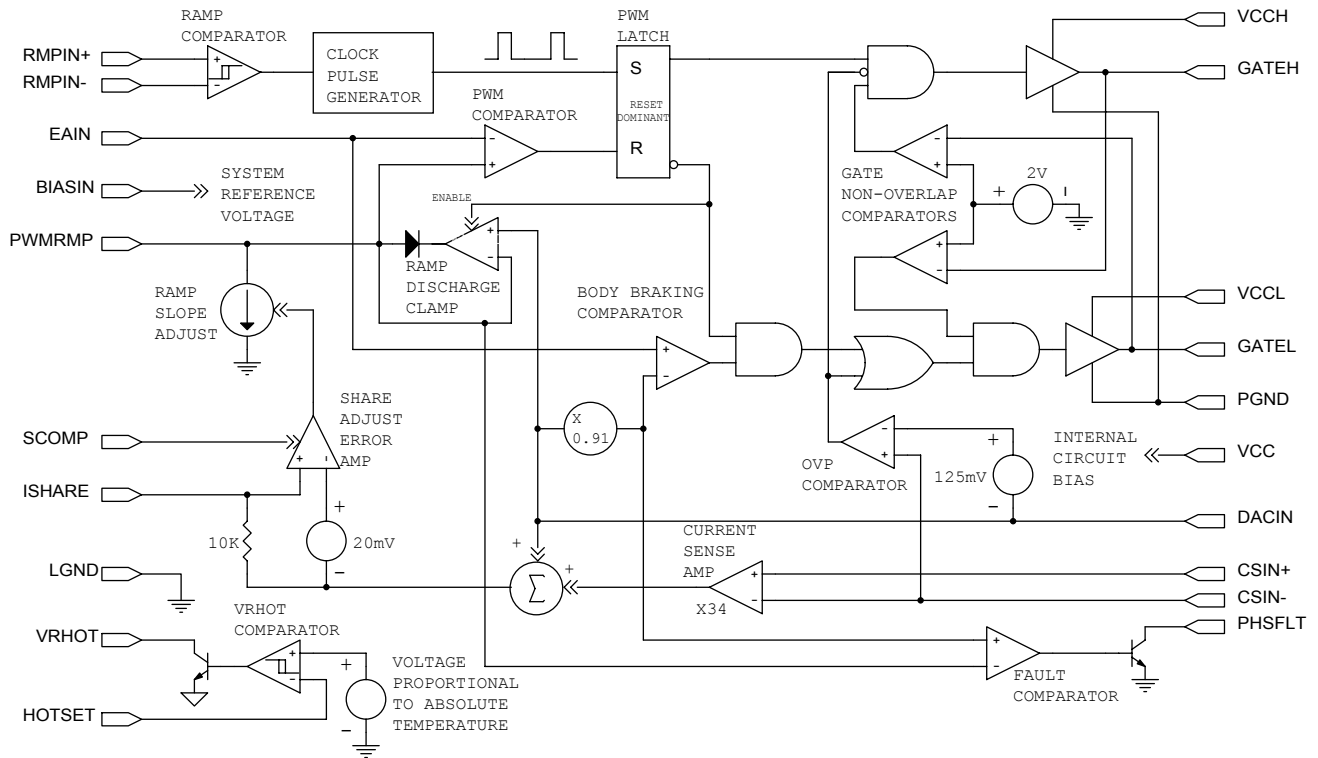 RAMP
COMPARATOR
RMPIN+
RMPIN-
+
-
CLOCK
PULSE
GENERATOR
PWM
LATCH
S
RESET
DOMINANT
R
VCCH
GATEH
EAIN
PWM
COMPARATOR
-
+
BIASIN
SYSTEM
REFERENCE
VOLTAGE
-
+
GATE
NON-OVERLAP
COMPARATORS
+
2V
-
ENABLE
PWMRMP
+
-
RAMP
DISCHARGE
CLAMP
+
-
RAMP
SLOPE
ADJUST
BODY BRAKING
COMPARATOR
+
-
VCCL
GATEL
PGND
SHARE
ADJUST
ERROR
AMP
+
-
SCOMP
X
0.91
-
+
OVP
COMPARATOR
125mV
+
-
INTERNAL
CIRCUIT
BIAS
VCC
ISHARE
10K
+
20mV
-
DACIN
CURRENT
SENSE
AMP
X34
+
-
+
+
Σ
CSIN+
CSIN-
LGND
VRHOT
VRHOT
COMPARATOR
+
-
+
-
VOLTAGE
PROPORTIONAL
TO ABSOLUTE
TEMPERATURE
HOTSET
+
-
FAULT
COMPARATOR
PHSFLT